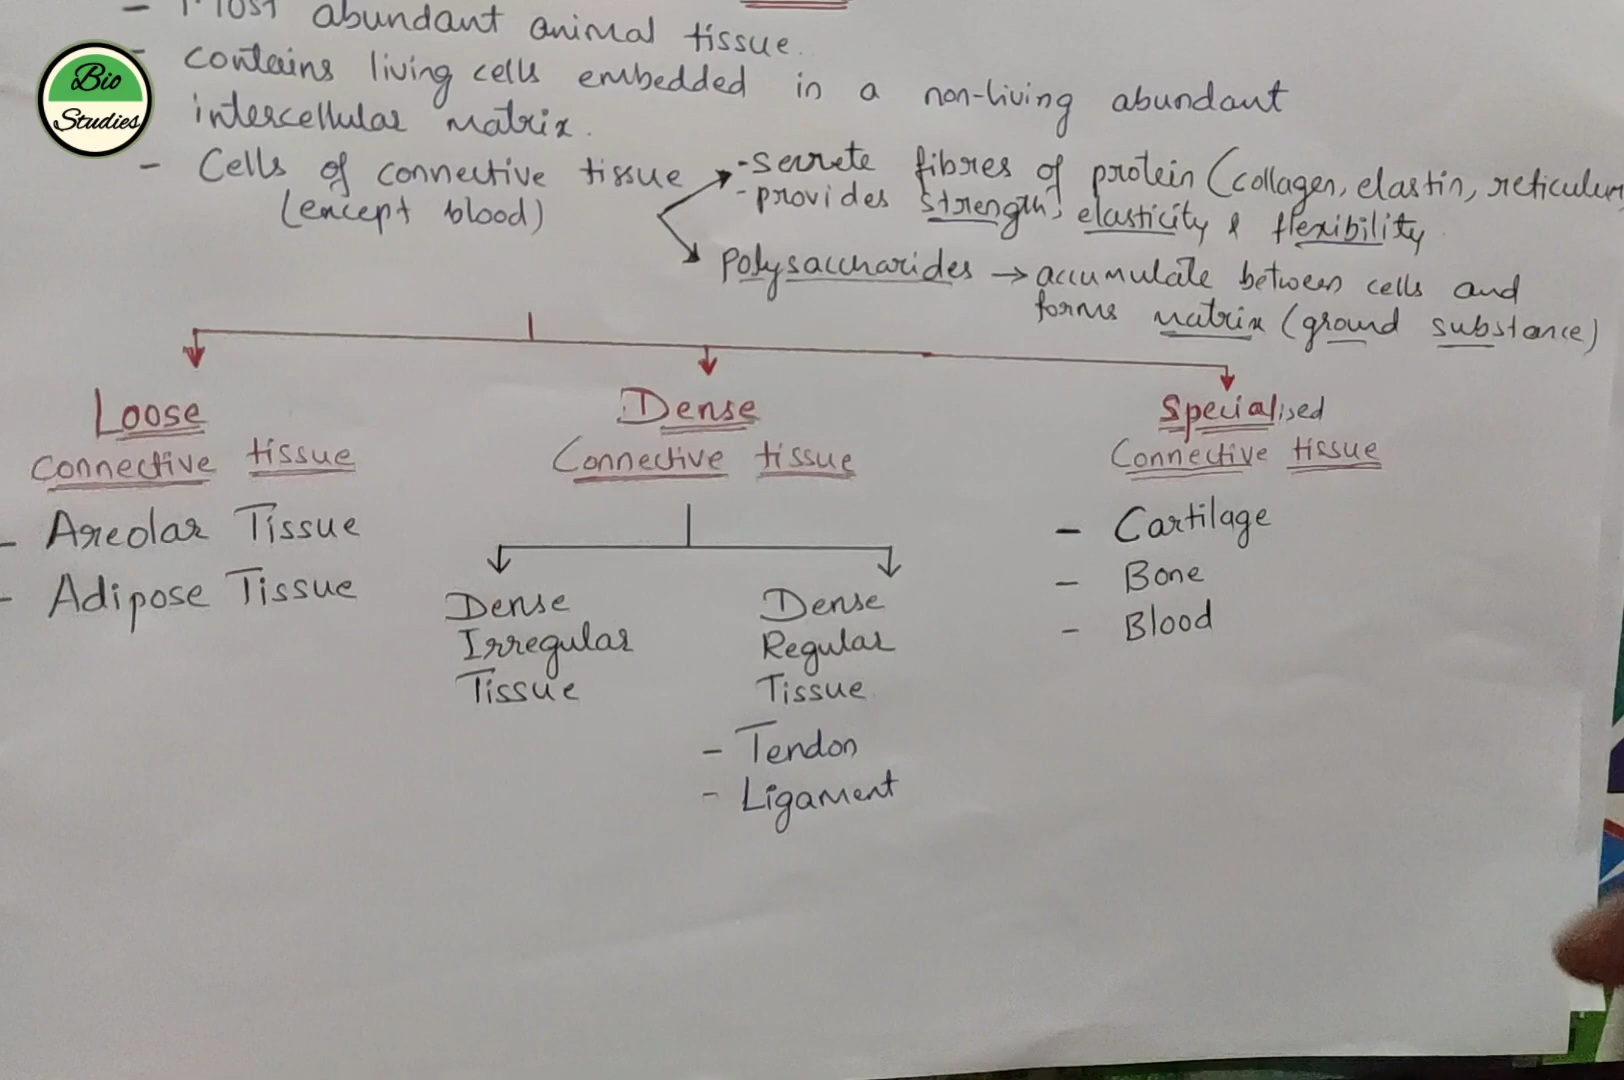 - Most abundant animal tissue.
Bio
Studies
- contains living cells embedded in a non-living abundant
intercellular matrix.
- Cells of connective tissue
(except blood)
- secrete fibres of protein (collagen, elastin, reticulum
- provides strength, elasticity & flexibility
Polysaccharides → accumulate between cells and
forms matrix (ground substance)
Loose
Connective tissue
- Areolar Tissue
- Adipose Tissue
Dense
Connective tissue
Dense
Irregular
Tissue
Dense
Regular
Tissue
- Tendon
- Ligament
Specialised
Connective tissue
- Cartilage
- Bone
- Blood